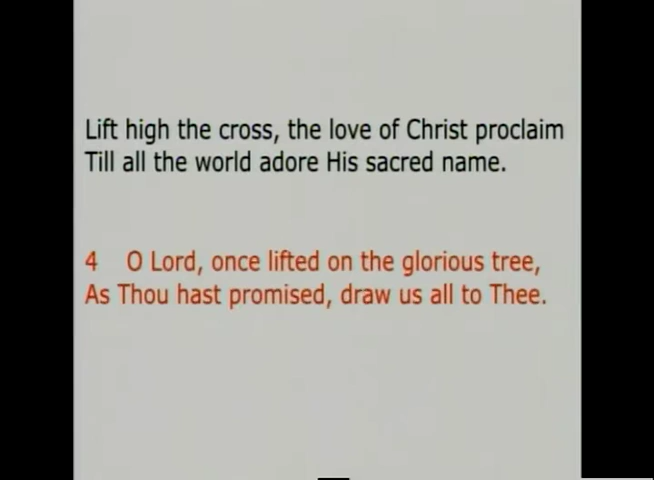 Lift high the cross, the love of Christ proclaim
Till all the world adore His sacred name.
4 O Lord, once lifted on the glorious tree,
As Thou hast promised, draw us all to Thee.